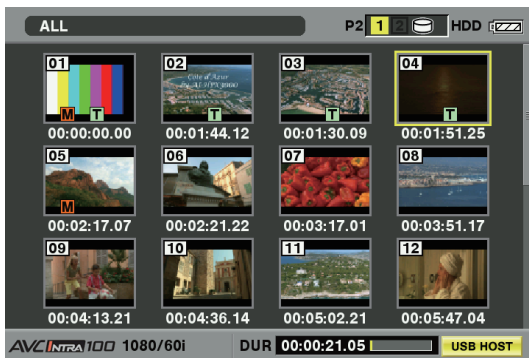 ALL P2 1 2 HDD
01 02 03 04
Côte d'Azur
M T T T T
00:00:00.00 00:01:44.12 00:01:30.09 00:01:51.25
05 06 07 08
M
00:02:17.07 00:02:21.22 00:03:17.01 00:03:51.17
09 10 11 12
00:04:13.21 00:04:36.14 00:05:02.21 00:05:47.04
AVC INTRA 100 1080/60i DUR 00:00:21.05 USB HOST